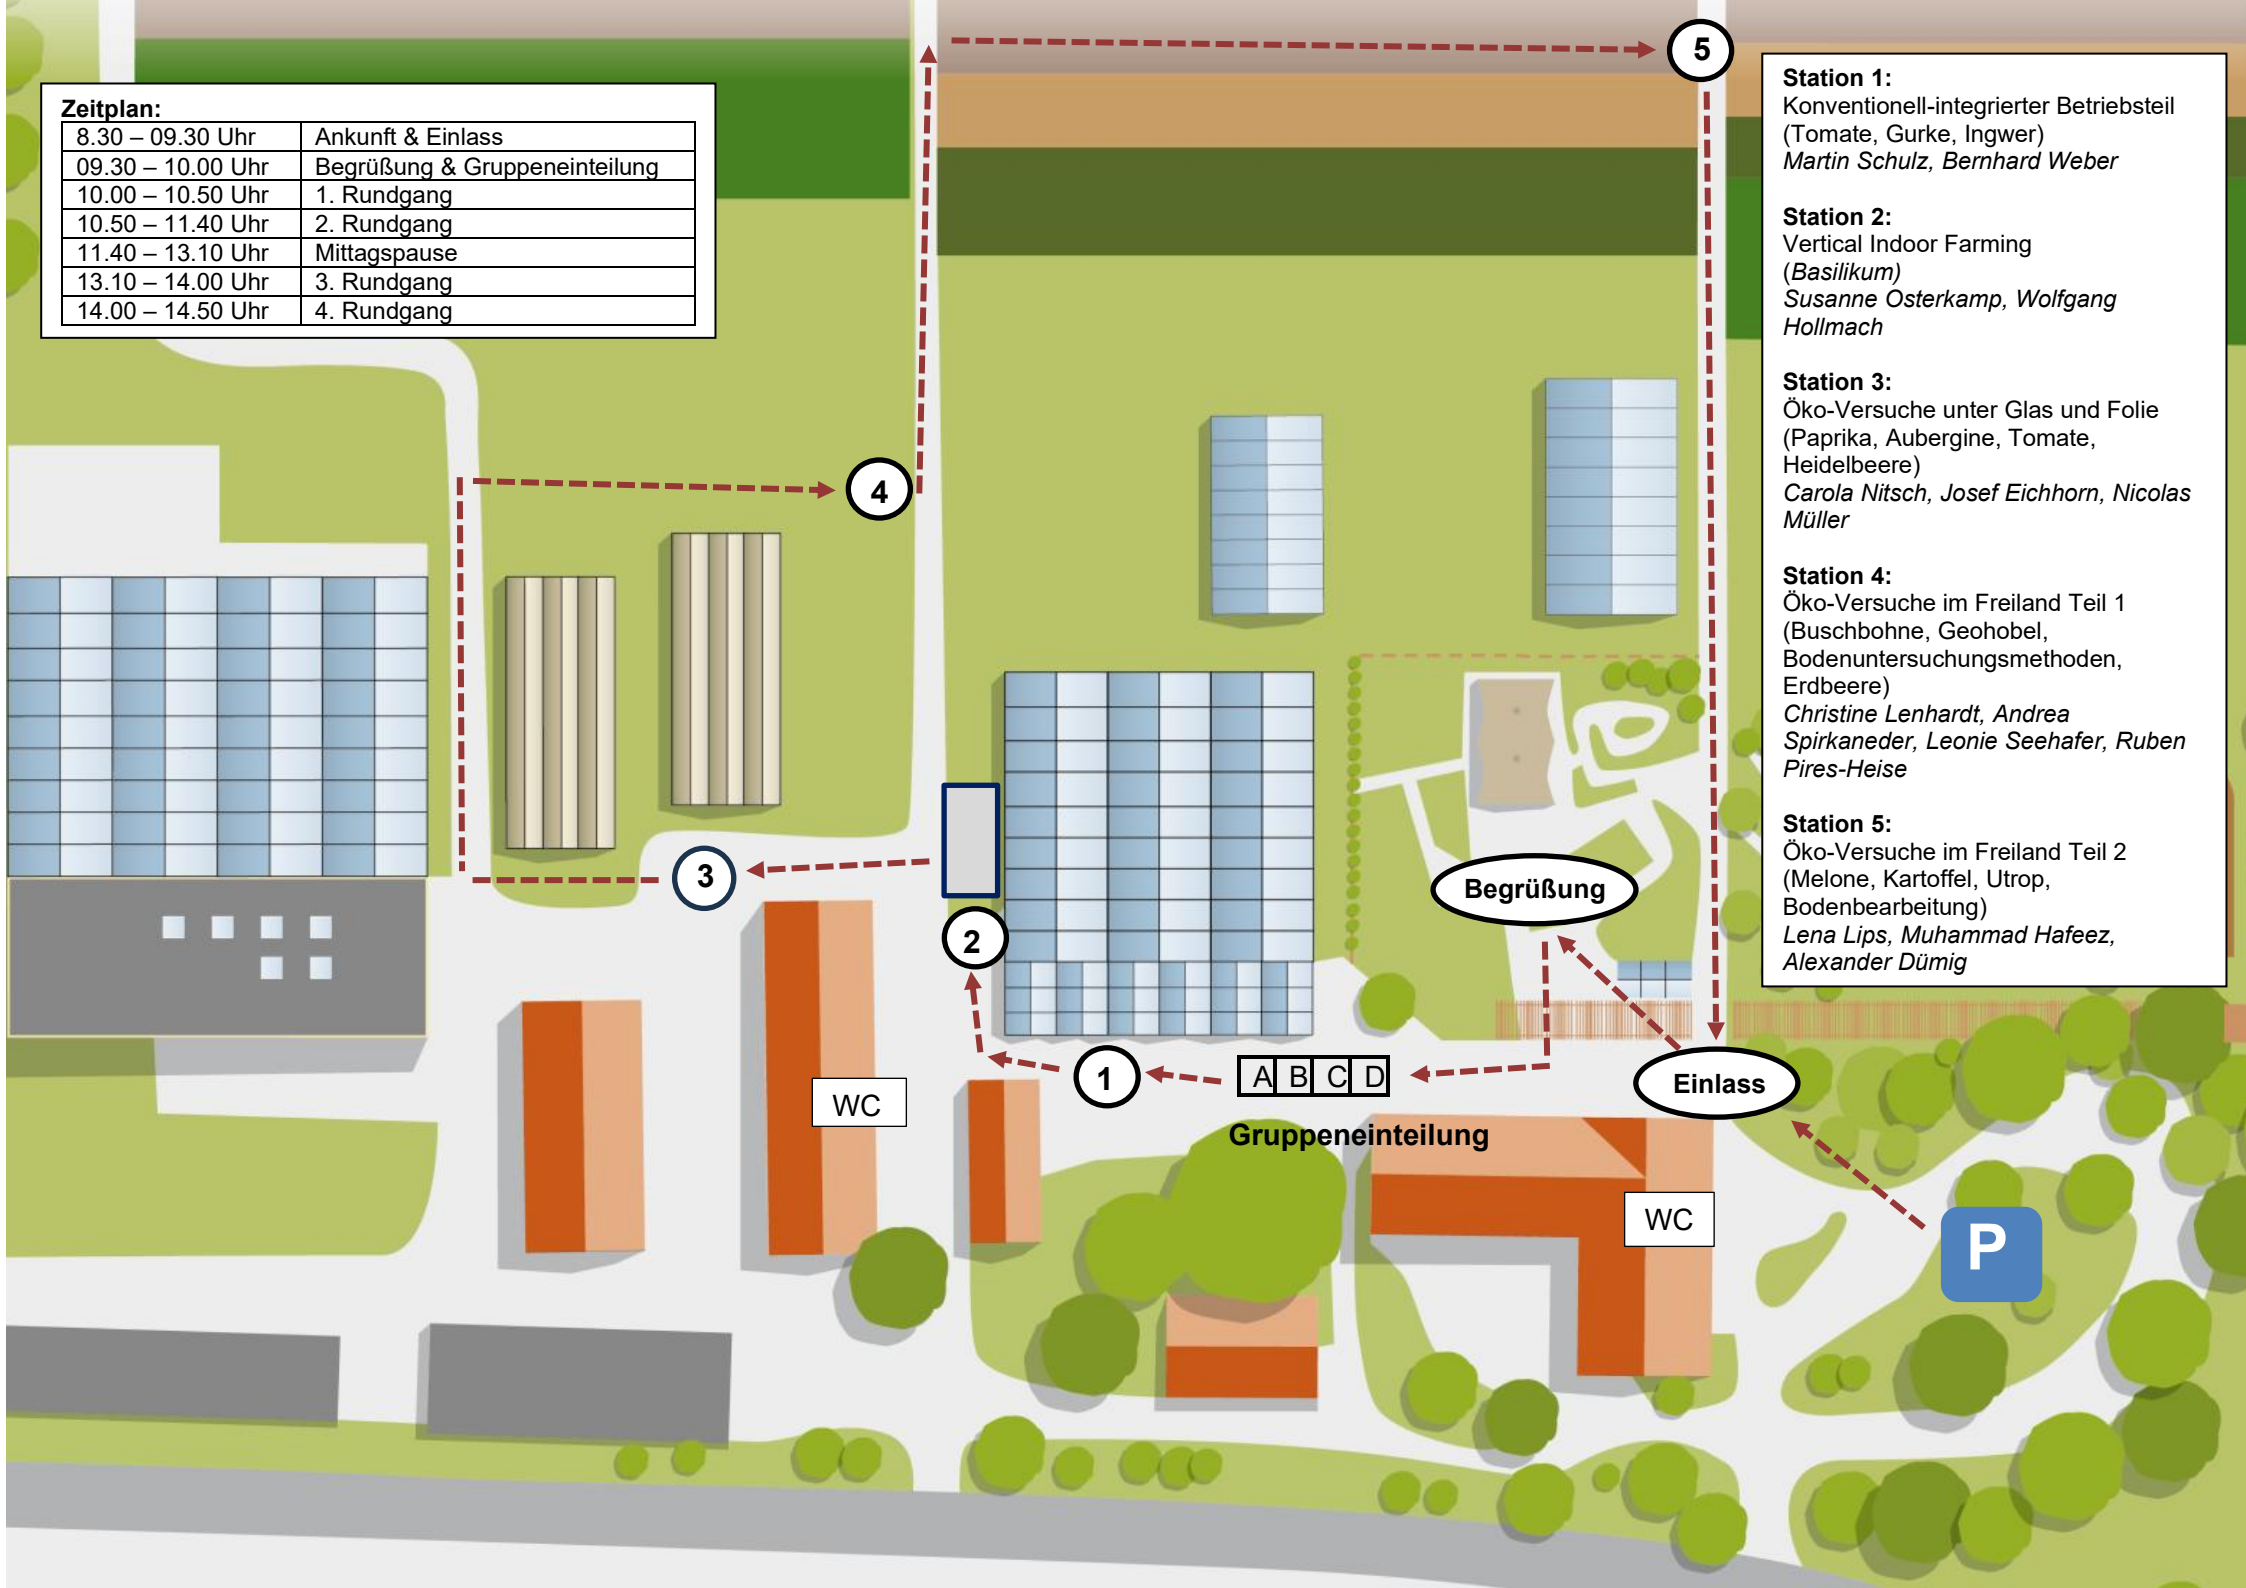 Zeitplan:
8.30 – 09.30 Uhr Ankunft & Einlass
09.30 – 10.00 Uhr Begrüßung & Gruppeneinteilung
10.00 – 10.50 Uhr 1. Rundgang
10.50 – 11.40 Uhr 2. Rundgang
11.40 – 13.10 Uhr Mittagspause
13.10 – 14.00 Uhr 3. Rundgang
14.00 – 14.50 Uhr 4. Rundgang
5
Station 1:
Konventionell-integrierter Betriebsteil
(Tomate, Gurke, Ingwer)
Martin Schulz, Bernhard Weber
Station 2:
Vertical Indoor Farming
(Basilikum)
Susanne Osterkamp, Wolfgang
Hollmach
Station 3:
Öko-Versuche unter Glas und Folie
(Paprika, Aubergine, Tomate,
Heidelbeere)
Carola Nitsch, Josef Eichhorn, Nicolas
Müller
Station 4:
Öko-Versuche im Freiland Teil 1
(Buschbohne, Geohobel,
Bodenuntersuchungsmethoden,
Erdbeere)
Christine Lenhardt, Andrea
Spirkaneder, Leonie Seehafer, Ruben
Pires-Heise
Station 5:
Öko-Versuche im Freiland Teil 2
(Melone, Kartoffel, Utrop,
Bodenbearbeitung)
Lena Lips, Muhammad Hafeez,
Alexander Dümig
4
3
Begrüßung
2
1
A B C D
Einlass
WC
Gruppeneinteilung
WC
P